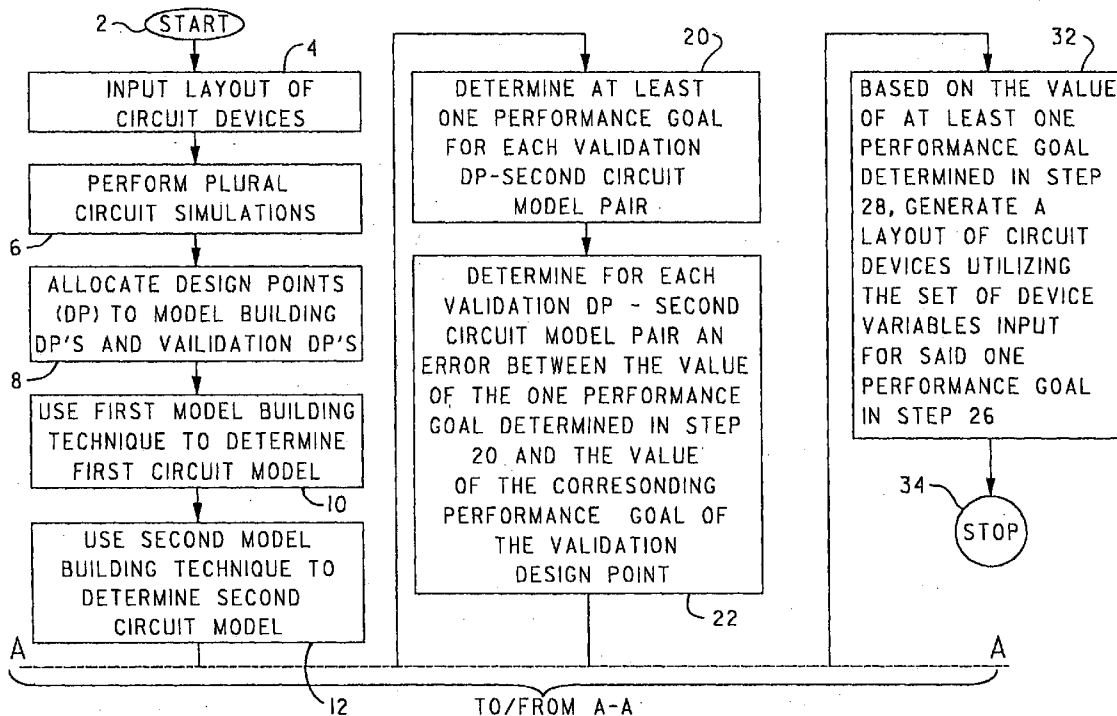 2
START
4
INPUT LAYOUT OF
CIRCUIT DEVICES
PERFORM PLURAL
CIRCUIT SIMULATIONS
6
ALLOCATE DESIGN POINTS
(DP) TO MODEL BUILDING
DP'S AND VAILIDATION DP'S
8
USE FIRST MODEL BUILDING
TECHNIQUE TO DETERMINE
FIRST CIRCUIT MODEL
10
USE SECOND MODEL
BUILDING TECHNIQUE TO
DETERMINE SECOND
CIRCUIT MODEL
12
20
DETERMINE AT LEAST
ONE PERFORMANCE GOAL
FOR EACH VALIDATION
DP-SECOND CIRCUIT
MODEL PAIR
DETERMINE FOR EACH
VALIDATION DP - SECOND
CIRCUIT MODEL PAIR AN
ERROR BETWEEN THE VALUE
OF THE ONE PERFORMANCE
GOAL DETERMINED IN STEP
20 AND THE VALUE
OF THE CORRESONDING
PERFORMANCE GOAL OF
THE VALIDATION
DESIGN POINT
22
32
BASED ON THE VALUE
OF AT LEAST ONE
PERFORMANCE GOAL
DETERMINED IN STEP
28, GENERATE A
LAYOUT OF CIRCUIT
DEVICES UTILIZING
THE SET OF DEVICE
VARIABLES INPUT
FOR SAID ONE
PERFORMANCE GOAL
IN STEP 26
34
STOP
A
A
TO/FROM A-A